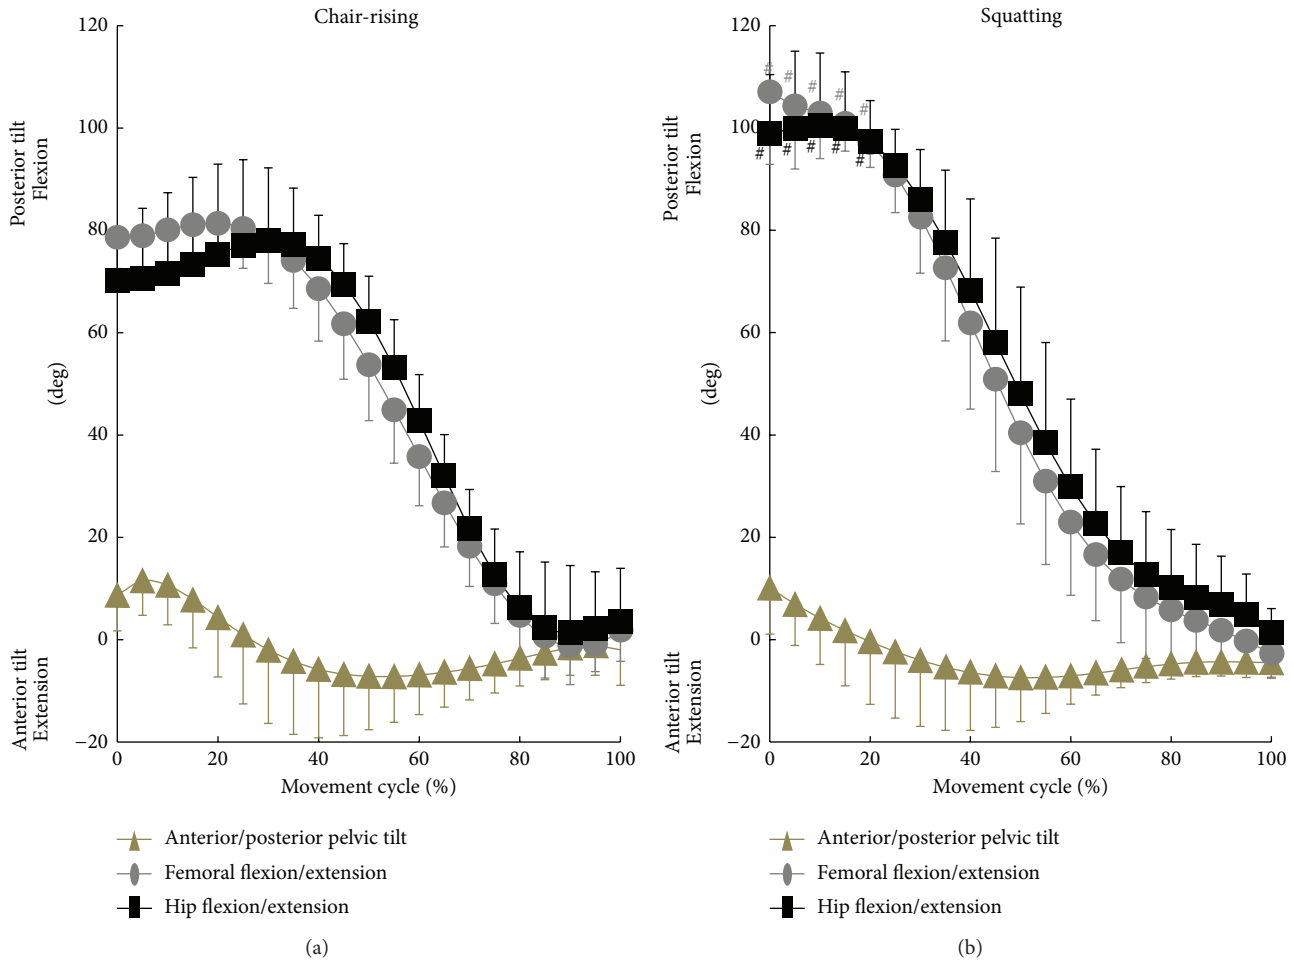 Chair-rising
120
100
80
60
40
20
0
−20
Posterior tilt
Flexion
(deg)
Anterior tilt
Extension
0 20 40 60 80 100
Movement cycle (%)
Anterior/posterior pelvic tilt
Femoral flexion/extension
Hip flexion/extension
(a)
Squatting
120
100
80
60
40
20
0
−20
Posterior tilt
Flexion
(deg)
Anterior tilt
Extension
# # # # #
# # # # #
0 20 40 60 80 100
Movement cycle (%)
Anterior/posterior pelvic tilt
Femoral flexion/extension
Hip flexion/extension
(b)